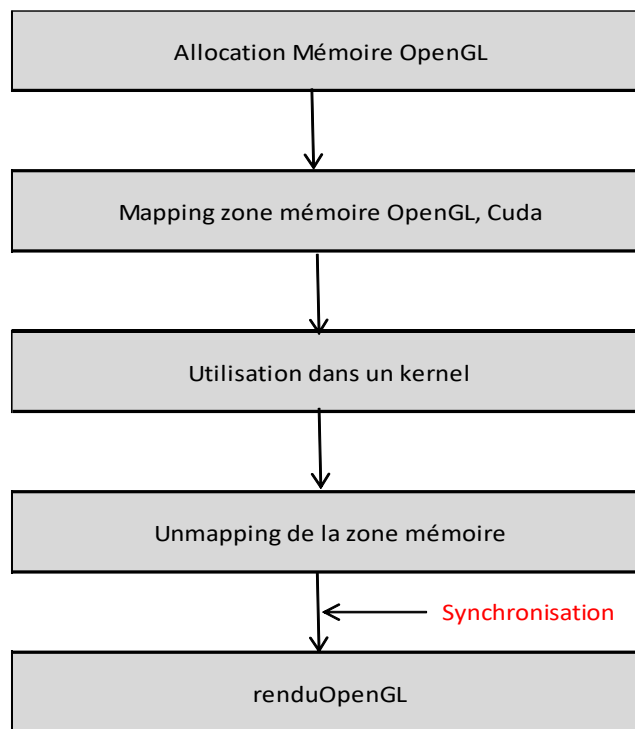 Allocation Mémoire OpenGL
Mapping zone mémoire OpenGL, Cuda
Utilisation dans un kernel
Unmapping de la zone mémoire
Synchronisation
renduOpenGL